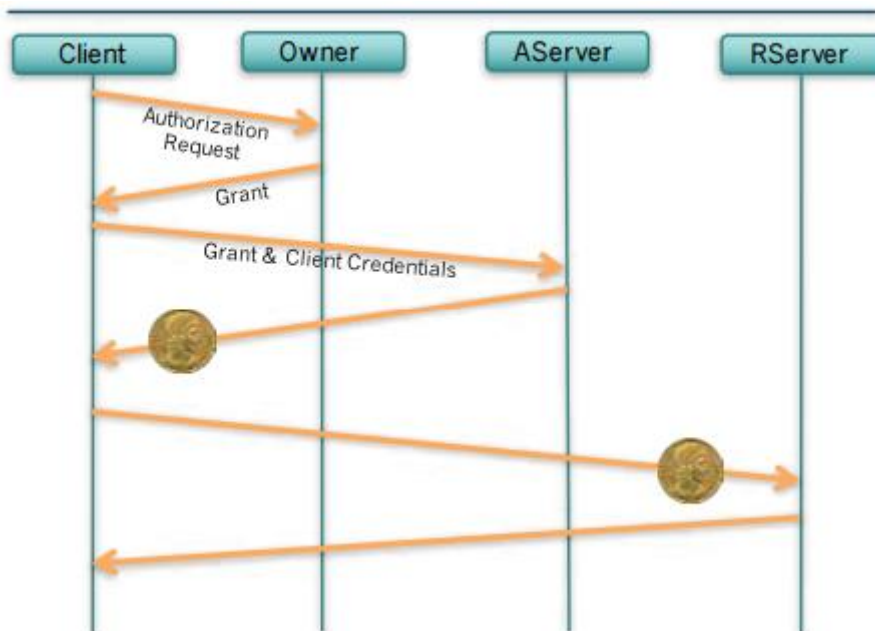 Client
Owner
AServer
RServer
Authorization
Request
Grant
Grant & Client Credentials